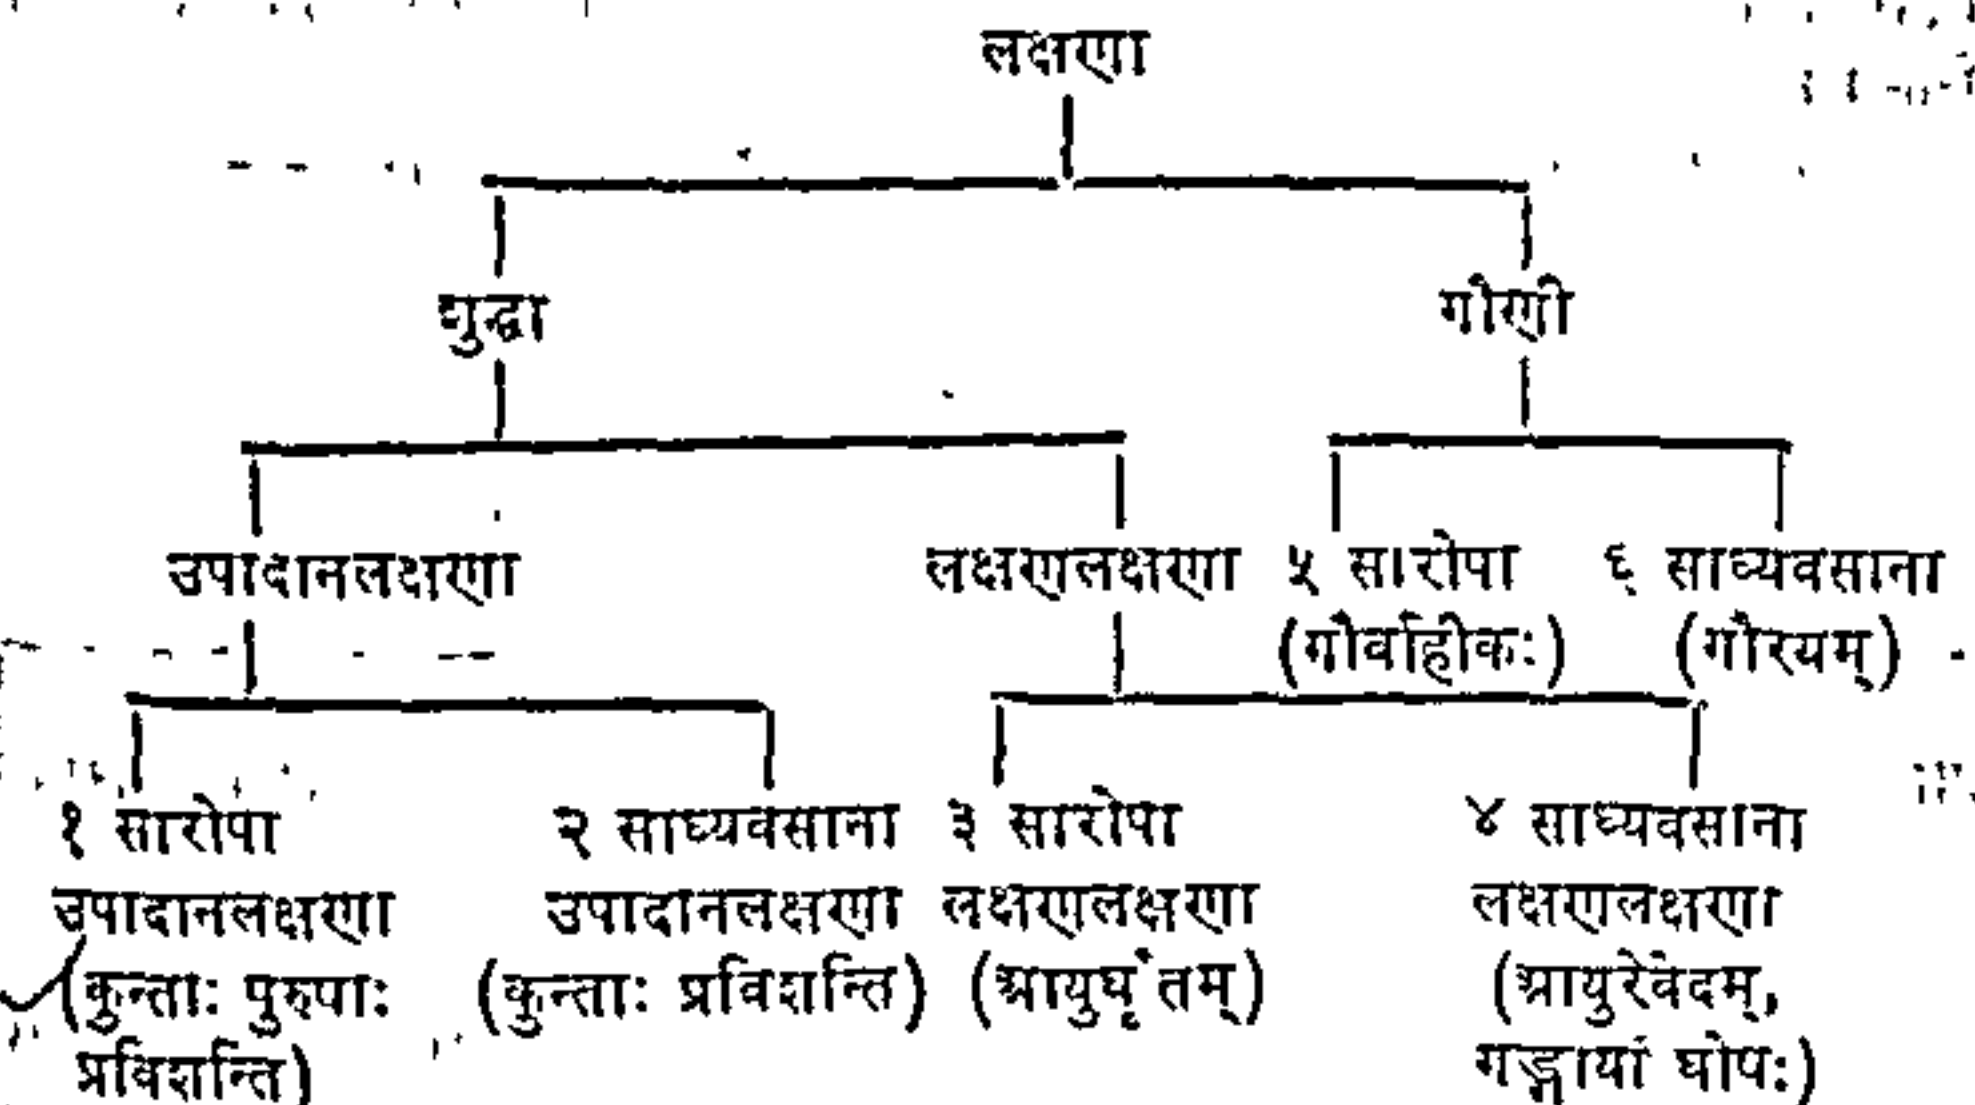 लक्षणा
शुद्धा गौणी
उपादानलक्षणा लक्षणलक्षणा ५ सारोपा ६ साध्यवसाना
(गौर्वाहीकः) (गौरयम्)
१ सारोपा २ साध्यवसाना ३ सारोपा ४ साध्यवसाना
उपादानलक्षणा उपादानलक्षणा लक्षणलक्षणा लक्षणलक्षणा
(कुन्ताः पुरुषाः (कुन्ताः प्रविशन्ति) (आयुर्घृतम्) (आयुरेवेदम्,
प्रविशन्ति) गङ्गायां घोषः)